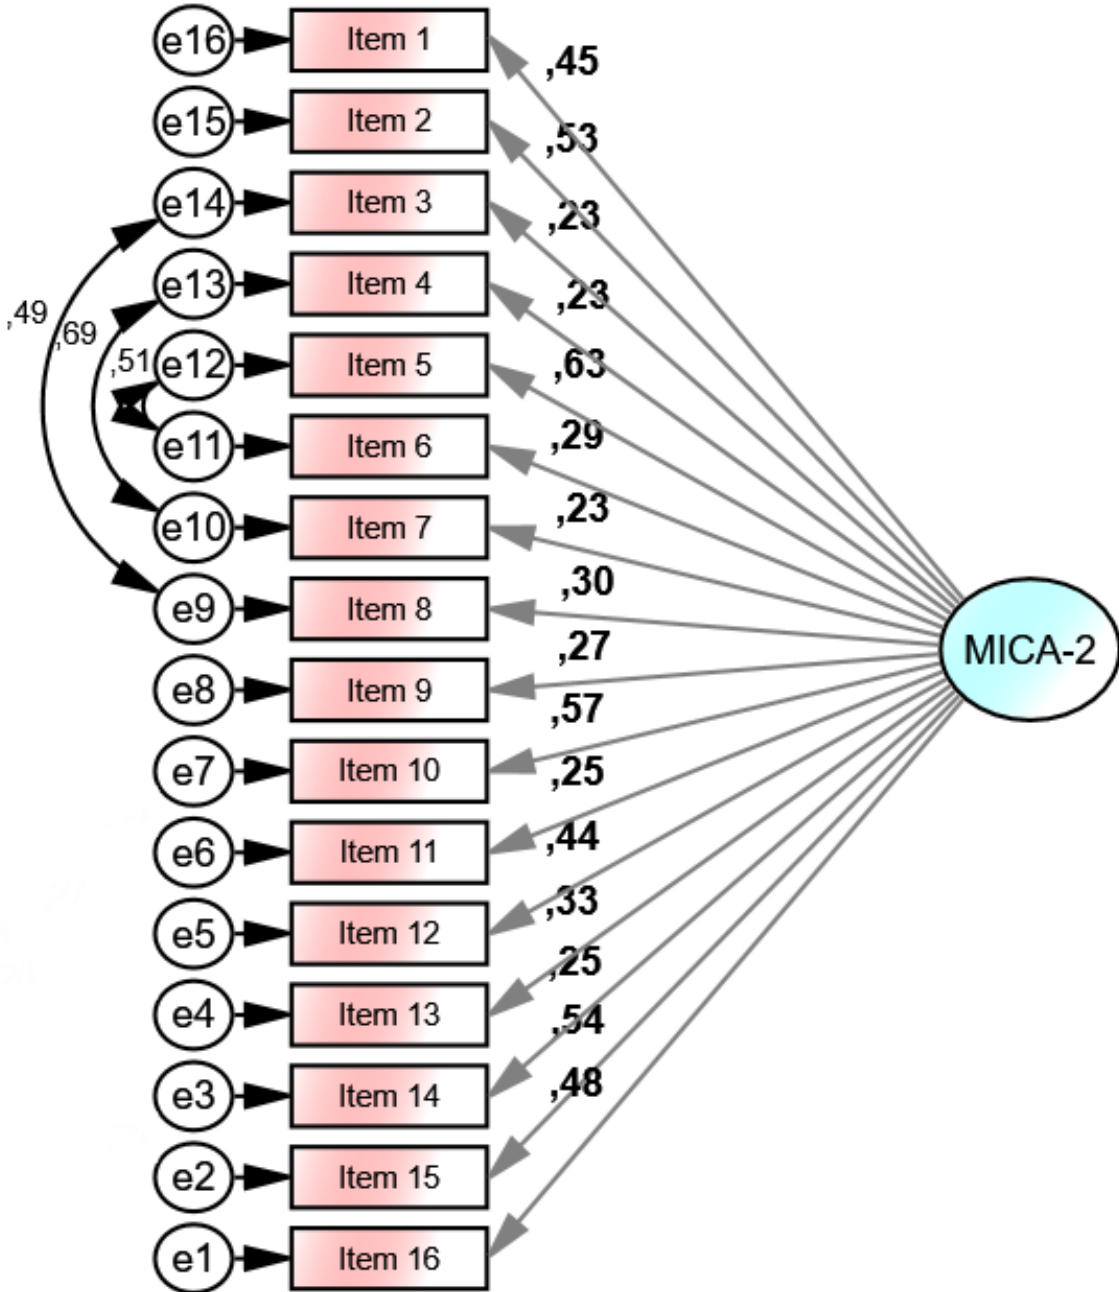 e16 Item 1 ,45
e15 Item 2 ,53
e14 Item 3 ,23
e13 Item 4 ,23
,49 ,69 ,51 e12 Item 5 ,63
e11 Item 6 ,29
e10 Item 7 ,23
e9 Item 8 ,30
MICA-2
e8 Item 9 ,27
,57
e7 Item 10 ,25
e6 Item 11 ,44
e5 Item 12 ,33
e4 Item 13 ,25
,54
e3 Item 14 ,48
e2 Item 15
e1 Item 16